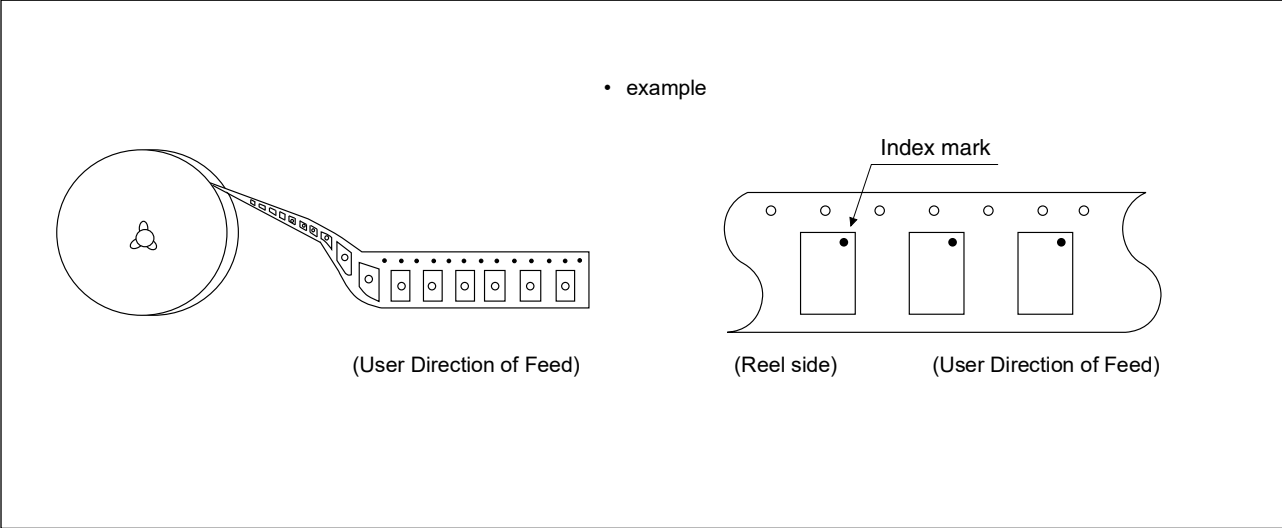 • example
Index mark
(User Direction of Feed)
(Reel side)
(User Direction of Feed)